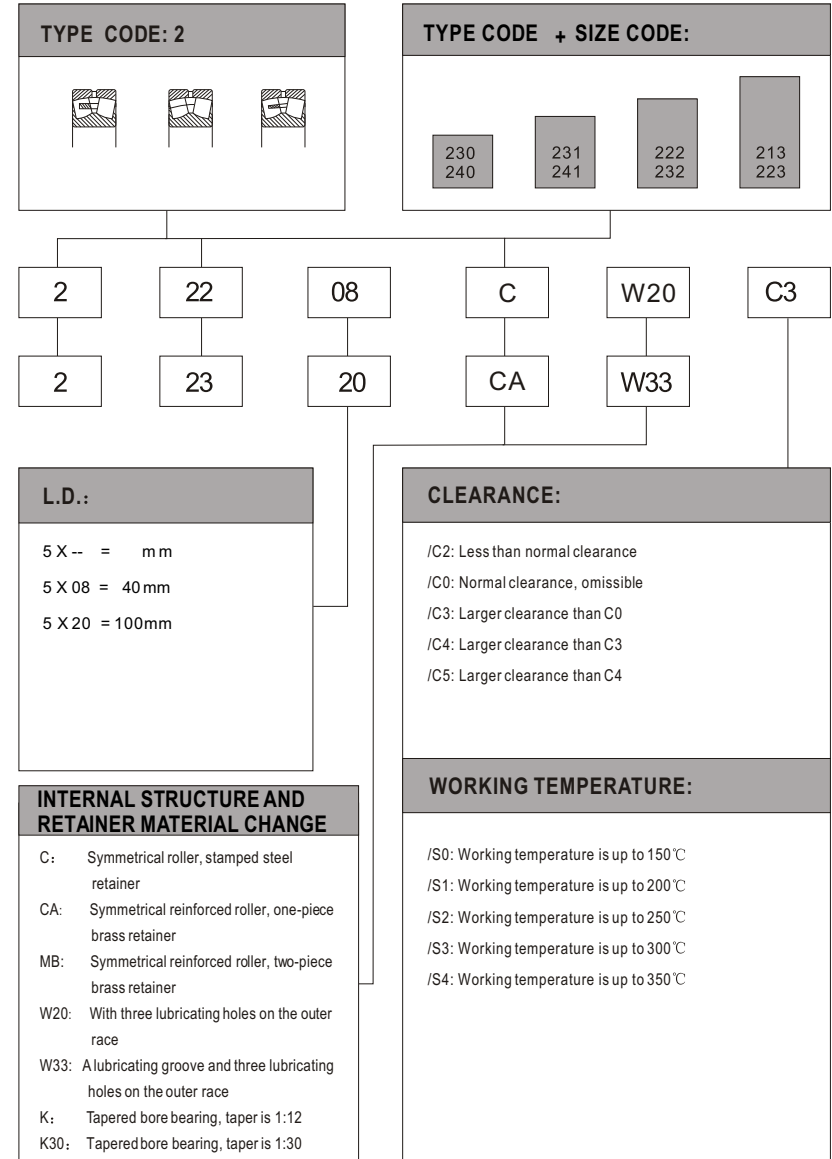 TYPE CODE: 2
TYPE CODE + SIZE CODE:
230
240
231
241
222
232
213
223
2
22
08
C
W20
C3
2
23
20
CA
W33
L.D.:
5 X -- = mm
5 X 08 = 40mm
5 X 20 = 100mm
CLEARANCE:
/C2: Less than normal clearance
/C0: Normal clearance, omissible
/C3: Larger clearance than C0
/C4: Larger clearance than C3
/C5: Larger clearance than C4
INTERNAL STRUCTURE AND
RETAINER MATERIAL CHANGE
C: Symmetrical roller, stamped steel
retainer
CA: Symmetrical reinforced roller, one-piece
brass retainer
MB: Symmetrical reinforced roller, two-piece
brass retainer
W20: With three lubricating holes on the outer
race
W33: A lubricating groove and three lubricating
holes on the outer race
K: Tapered bore bearing, taper is 1:12
K30: Tapered bore bearing, taper is 1:30
WORKING TEMPERATURE:
/S0: Working temperature is up to 150℃
/S1: Working temperature is up to 200℃
/S2: Working temperature is up to 250℃
/S3: Working temperature is up to 300℃
/S4: Working temperature is up to 350℃